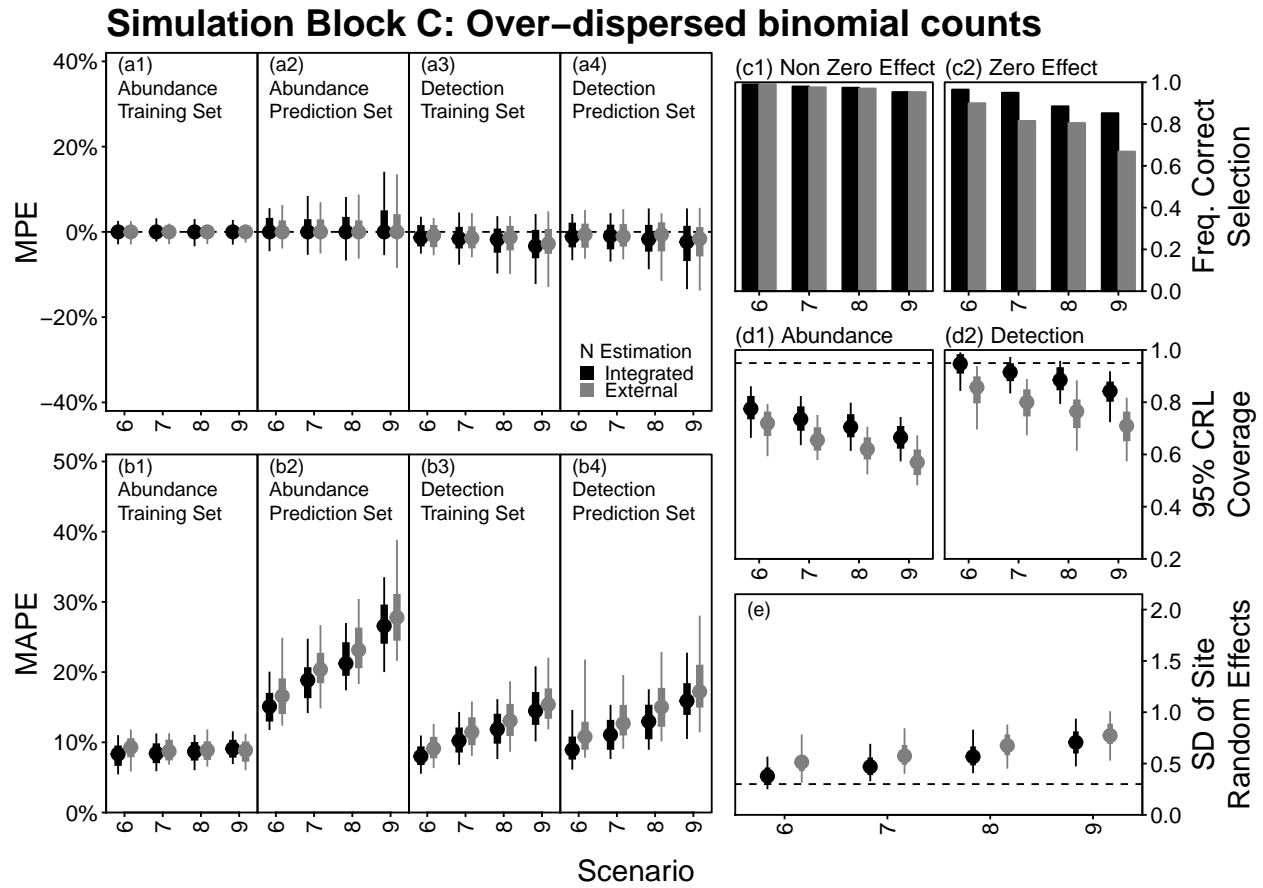 Simulation Block C: Over−dispersed binomial counts
MPE
40%
20%
0%
−20%
−40%
(a1)
Abundance
Training Set
(a2)
Abundance
Prediction Set
(a3)
Detection
Training Set
(a4)
Detection
Prediction Set
N Estimation
Integrated
External
6 7 8 9
6 7 8 9
6 7 8 9
6 7 8 9
MAPE
50%
40%
30%
20%
10%
0%
(b1)
Abundance
Training Set
(b2)
Abundance
Prediction Set
(b3)
Detection
Training Set
(b4)
Detection
Prediction Set
6 7 8 9
6 7 8 9
6 7 8 9
6 7 8 9
Scenario
(c1) Non Zero Effect
(c2) Zero Effect
6 7 8 9
6 7 8 9
1.0
0.8
0.6
0.4
0.2
0.0
Freq. Correct
Selection
(d1) Abundance
(d2) Detection
6 7 8 9
6 7 8 9
1.0
0.8
0.6
0.4
0.2
95% CRL
Coverage
(e)
6 7 8 9
2.0
1.5
1.0
0.5
0.0
SD of Site
Random Effects